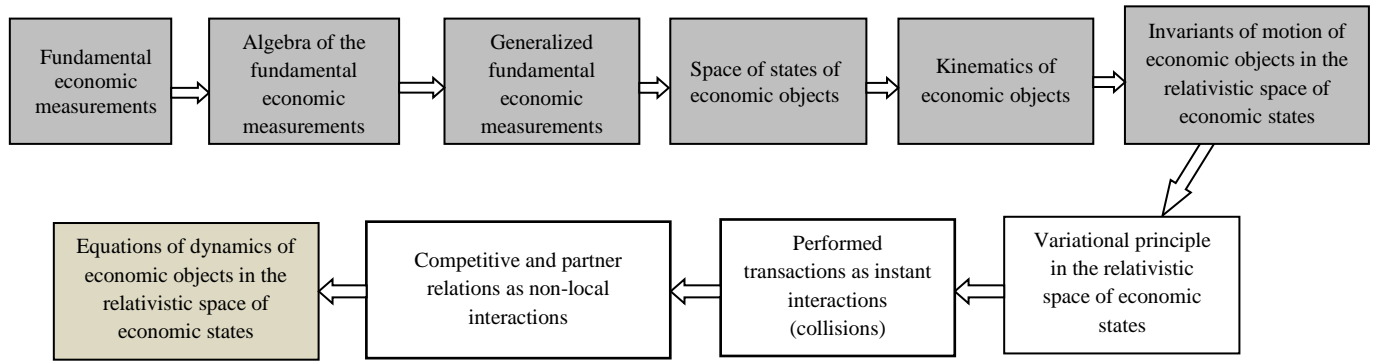 Fundamental
economic
measurements
Algebra of the
fundamental
economic
measurements
Generalized
fundamental
economic
measurements
Space of states of
economic objects
Kinematics of
economic objects
Invariants of motion of
economic objects in the
relativistic space of
economic states
Variational principle
in the relativistic
space of economic
states
Performed
transactions as instant
interactions
(collisions)
Competitive and partner
relations as non-local
interactions
Equations of dynamics of
economic objects in the
relativistic space of
economic states